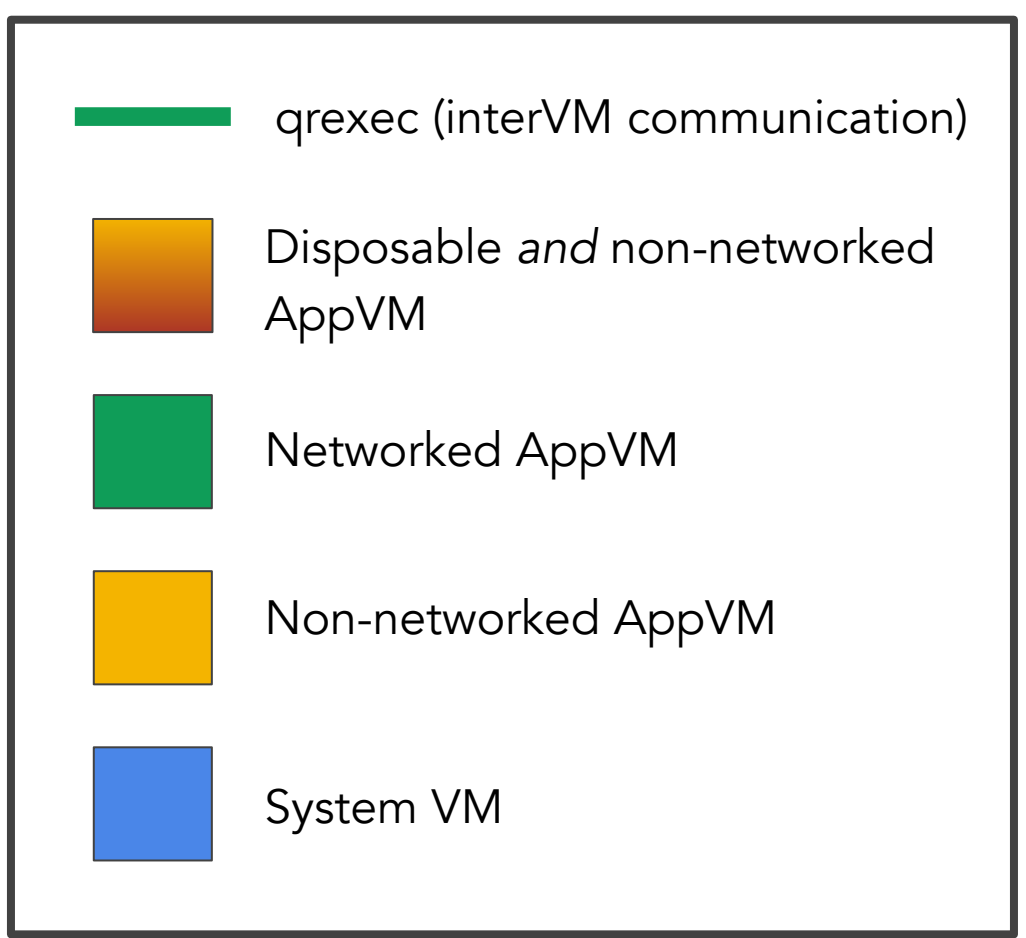 qrexec (interVM communication)
Disposable and non-networked
AppVM
Networked AppVM
Non-networked AppVM
System VM